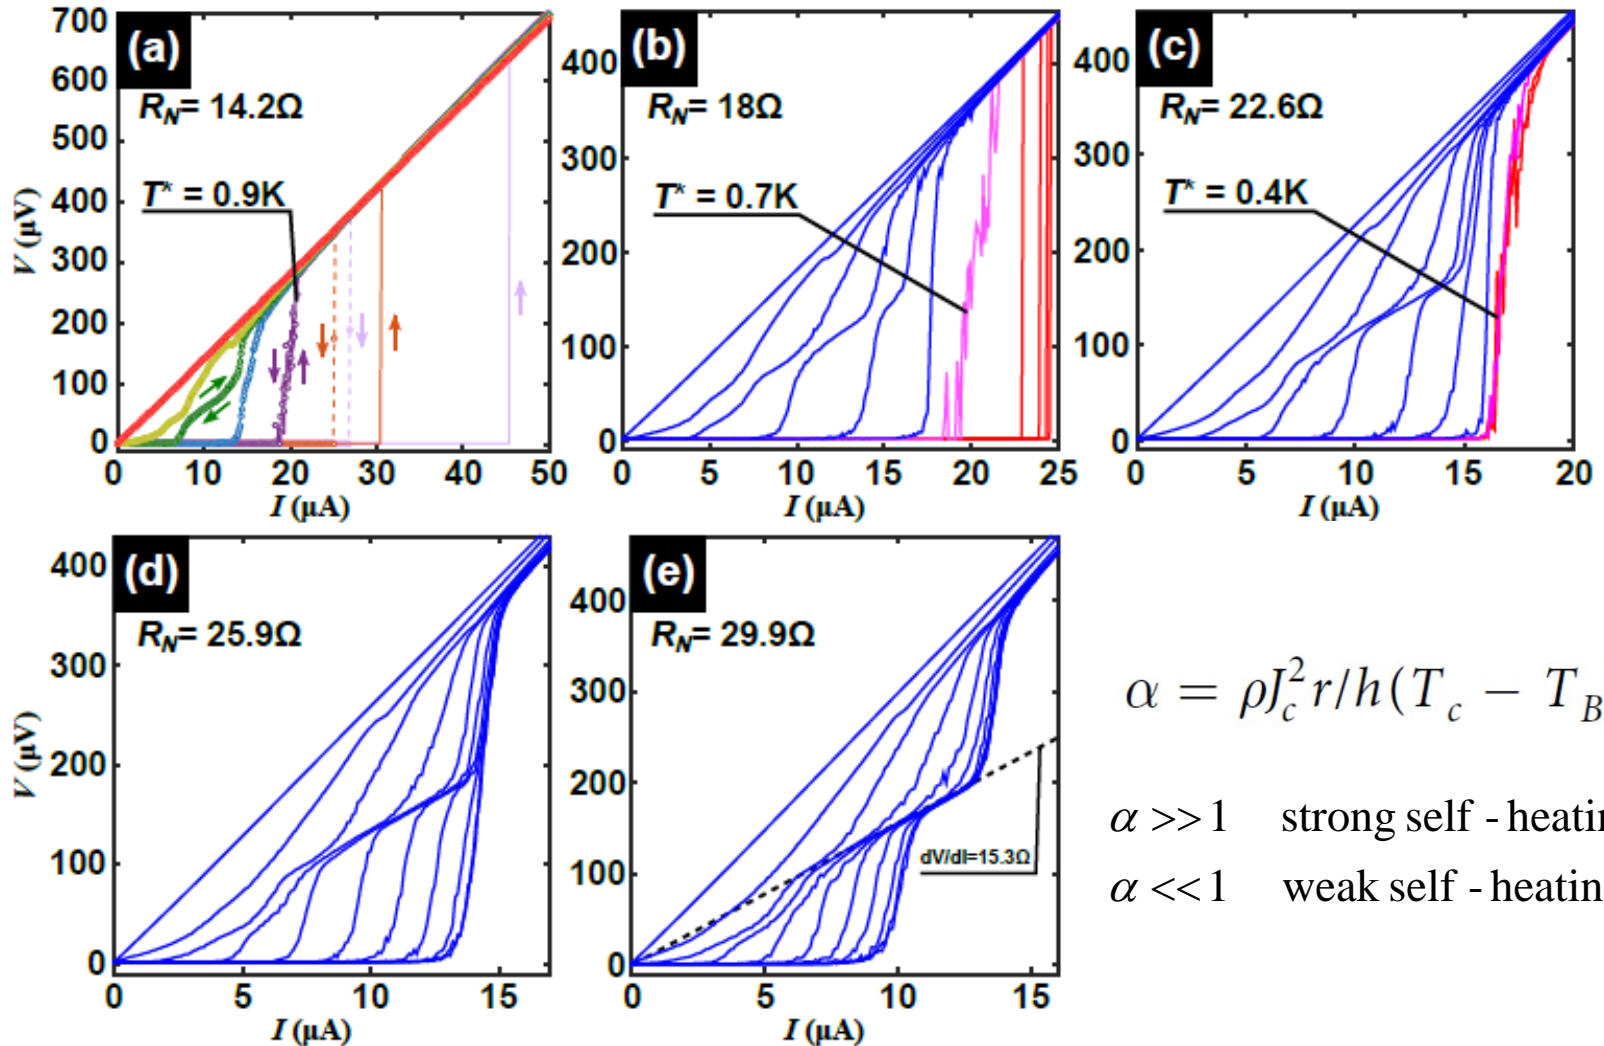 (a)
R_N= 14.2Ω
T* = 0.9K
700
600
500
400
300
200
100
0
V (μV)
0 10 20 30 40 50
I (μA)
(b)
R_N= 18Ω
T* = 0.7K
400
300
200
100
0
0 5 10 15 20 25
I (μA)
(c)
R_N= 22.6Ω
T* = 0.4K
400
300
200
100
0
0 5 10 15 20
I (μA)
(d)
R_N= 25.9Ω
400
300
200
100
0
V (μV)
0 5 10 15
I (μA)
(e)
R_N= 29.9Ω
400
300
200
100
0
dV/dI=15.3Ω
0 5 10 15
I (μA)
α = ρJ_c^2 r/h(T_c − T_B
α >> 1 strong self - heatin
α << 1 weak self - heatin